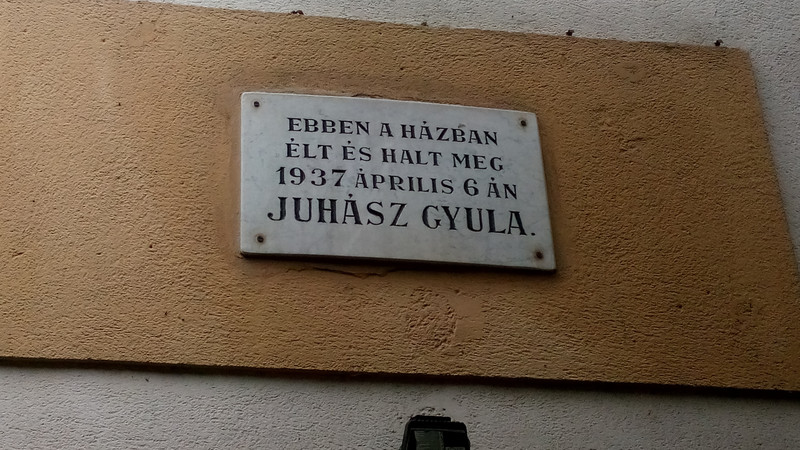 EBBEN A HÁZBAN
ÉLT ÉS HALT MEG
1937 ÁPRILIS 6 ÁN
JUHÁSZ GYULA.